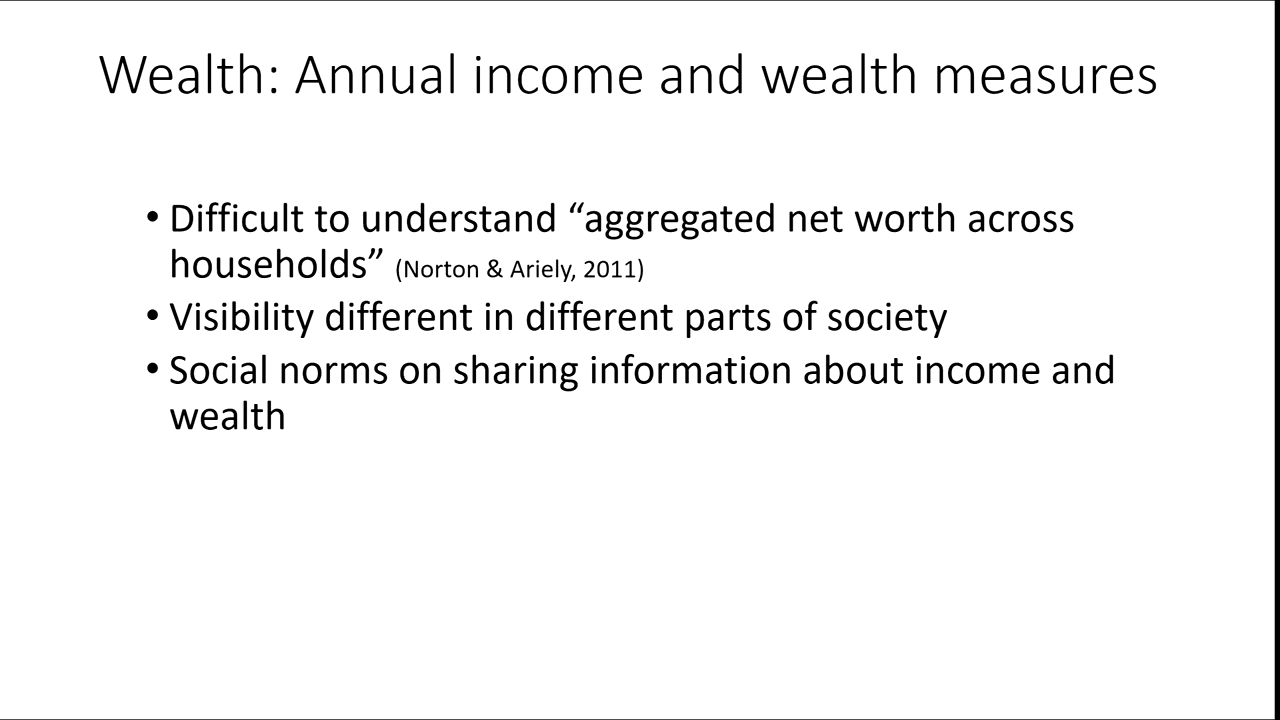 Wealth: Annual income and wealth measures
• Difficult to understand “aggregated net worth across
households” (Norton & Ariely, 2011)
• Visibility different in different parts of society
• Social norms on sharing information about income and
wealth